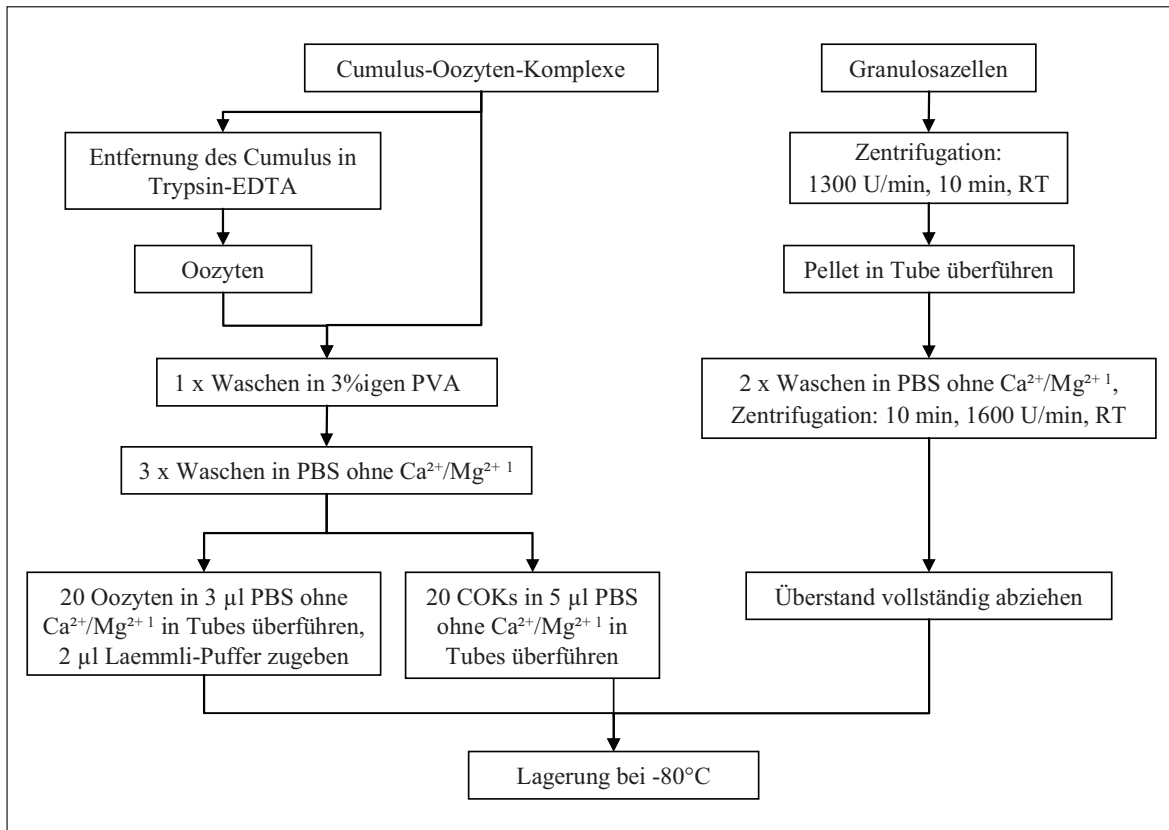 Cumulus-Oozyten-Komplexe
Entfernung des Cumulus in
Trypsin-EDTA
Oozyten
1 x Waschen in 3%igen PVA
3 x Waschen in PBS ohne Ca²⁺/Mg²⁺ ¹
20 Oozyten in 3 µl PBS ohne
Ca²⁺/Mg²⁺ ¹ in Tubes überführen,
2 µl Laemmli-Puffer zugeben
20 COKs in 5 µl PBS
ohne Ca²⁺/Mg²⁺ ¹ in
Tubes überführen
Granulosazellen
Zentrifugation:
1300 U/min, 10 min, RT
Pellet in Tube überführen
2 x Waschen in PBS ohne Ca²⁺/Mg²⁺ ¹,
Zentrifugation: 10 min, 1600 U/min, RT
Überstand vollständig abziehen
Lagerung bei -80°C